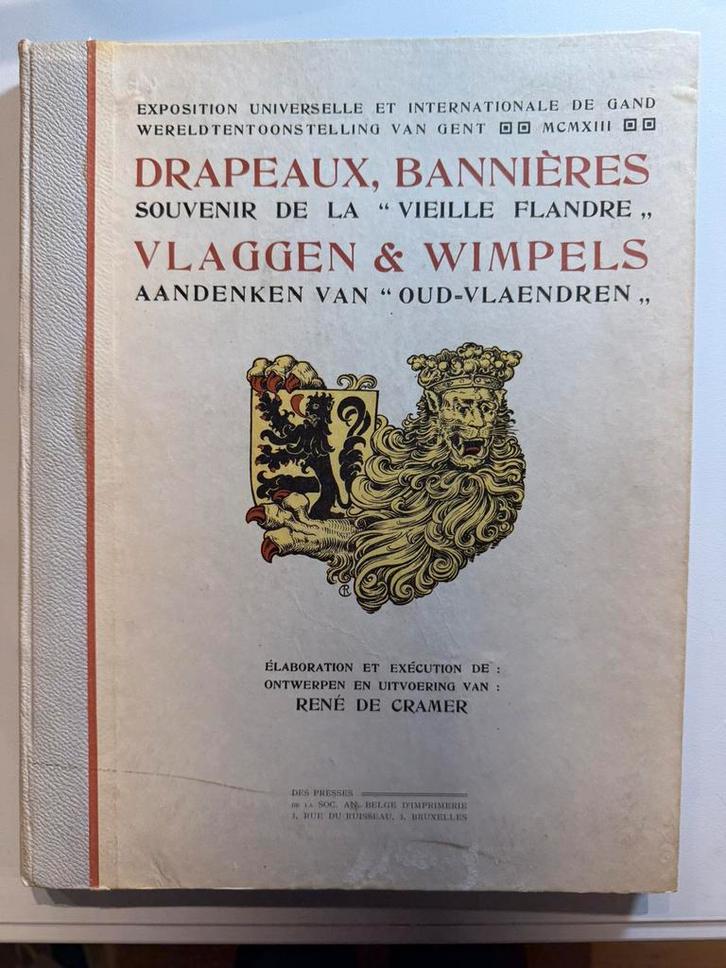 EXPOSITION UNIVERSELLE ET INTERNATIONALE DE GAND
WERELDTENTOONSTELLING VAN GENT MCMXIII
DRAPEAUX, BANNIÈRES
SOUVENIR DE LA “ VIEILLE FLANDRE „
VLAGGEN & WIMPELS
AANDENKEN VAN “ OUD=VLAENDREN „
ÉLABORATION ET EXÉCUTION DE :
ONTWERPEN EN UITVOERING VAN :
RENÉ DE CRAMER
DES PRESSES
DE LA SOC. AN. BELGE D'IMPRIMERIE
3, RUE DU RUISSEAU, 3, BRUXELLES